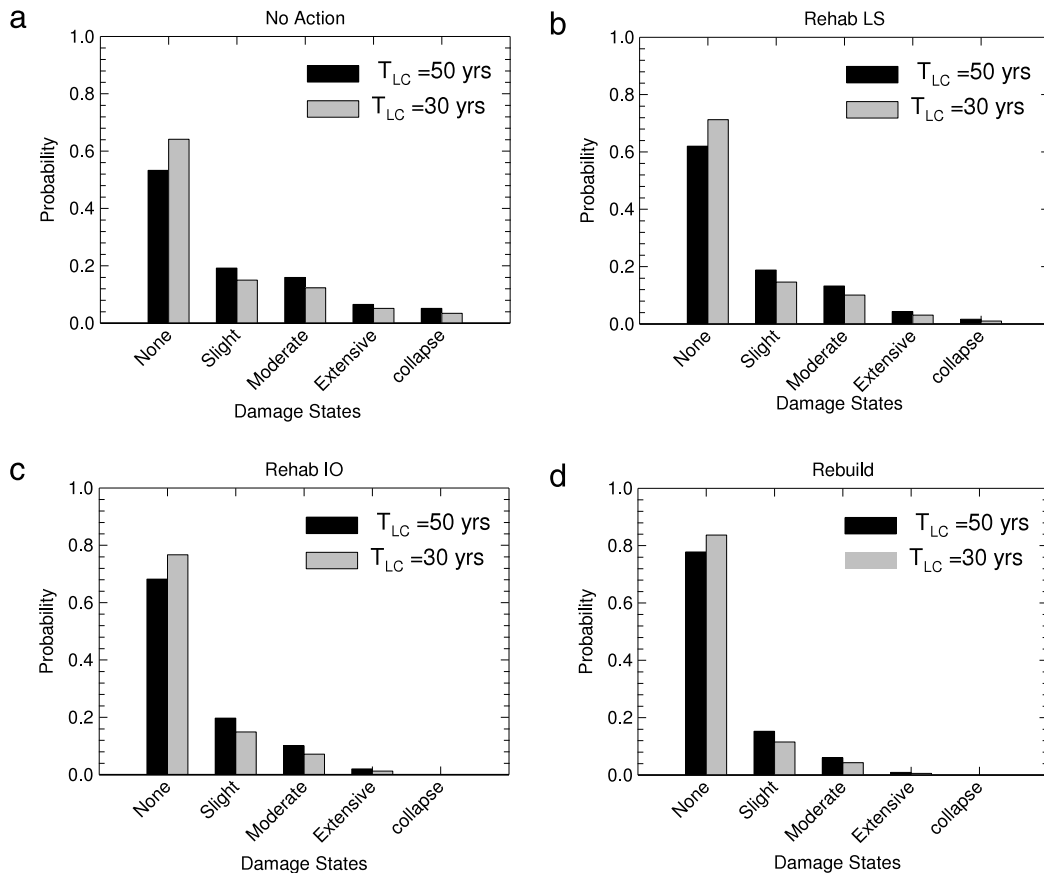 a
No Action
1.0
0.8
0.6
0.4
0.2
0.0
Probability
T_LC =50 yrs
T_LC =30 yrs
None
Slight
Moderate
Extensive
collapse
Damage States
b
Rehab LS
1.0
0.8
0.6
0.4
0.2
0.0
Probability
T_LC =50 yrs
T_LC =30 yrs
None
Slight
Moderate
Extensive
collapse
Damage States
c
Rehab IO
1.0
0.8
0.6
0.4
0.2
0.0
Probability
T_LC =50 yrs
T_LC =30 yrs
None
Slight
Moderate
Extensive
collapse
Damage States
d
Rebuild
1.0
0.8
0.6
0.4
0.2
0.0
Probability
T_LC =50 yrs
T_LC =30 yrs
None
Slight
Moderate
Extensive
collapse
Damage States